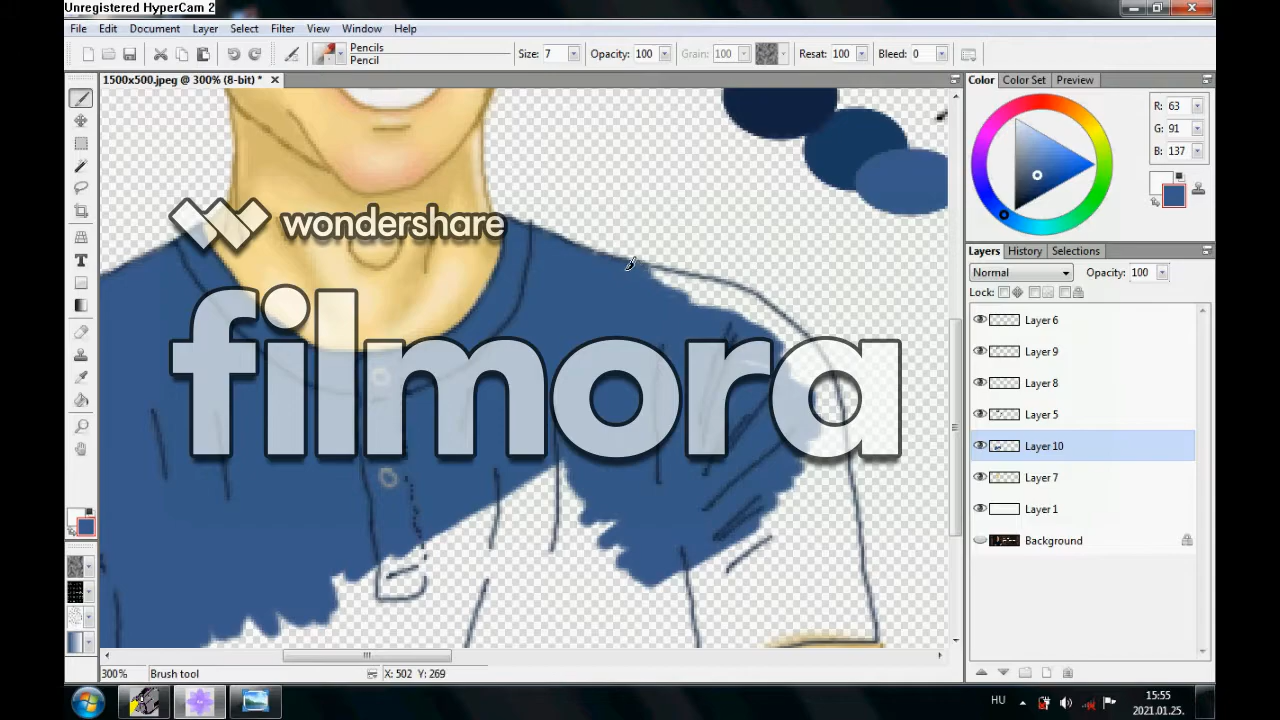 Unregistered HyperCam 2
File Edit Document Layer Select Filter View Window Help
Pencils
Pencil
Size: 7 Opacity: 100 Grain: 100 Resat: 100 Bleed: 0
1500x500.jpeg @ 300% (8-bit) *
Color Color Set Preview
R: 63
G: 91
B: 137
wondershare
filmora
Layers History Selections
Normal Opacity: 100
Lock:
Layer 6
Layer 9
Layer 8
Layer 5
Layer 10
Layer 7
Layer 1
Background
300% Brush tool X: 502 Y: 269
HU 15:55
2021.01.25.